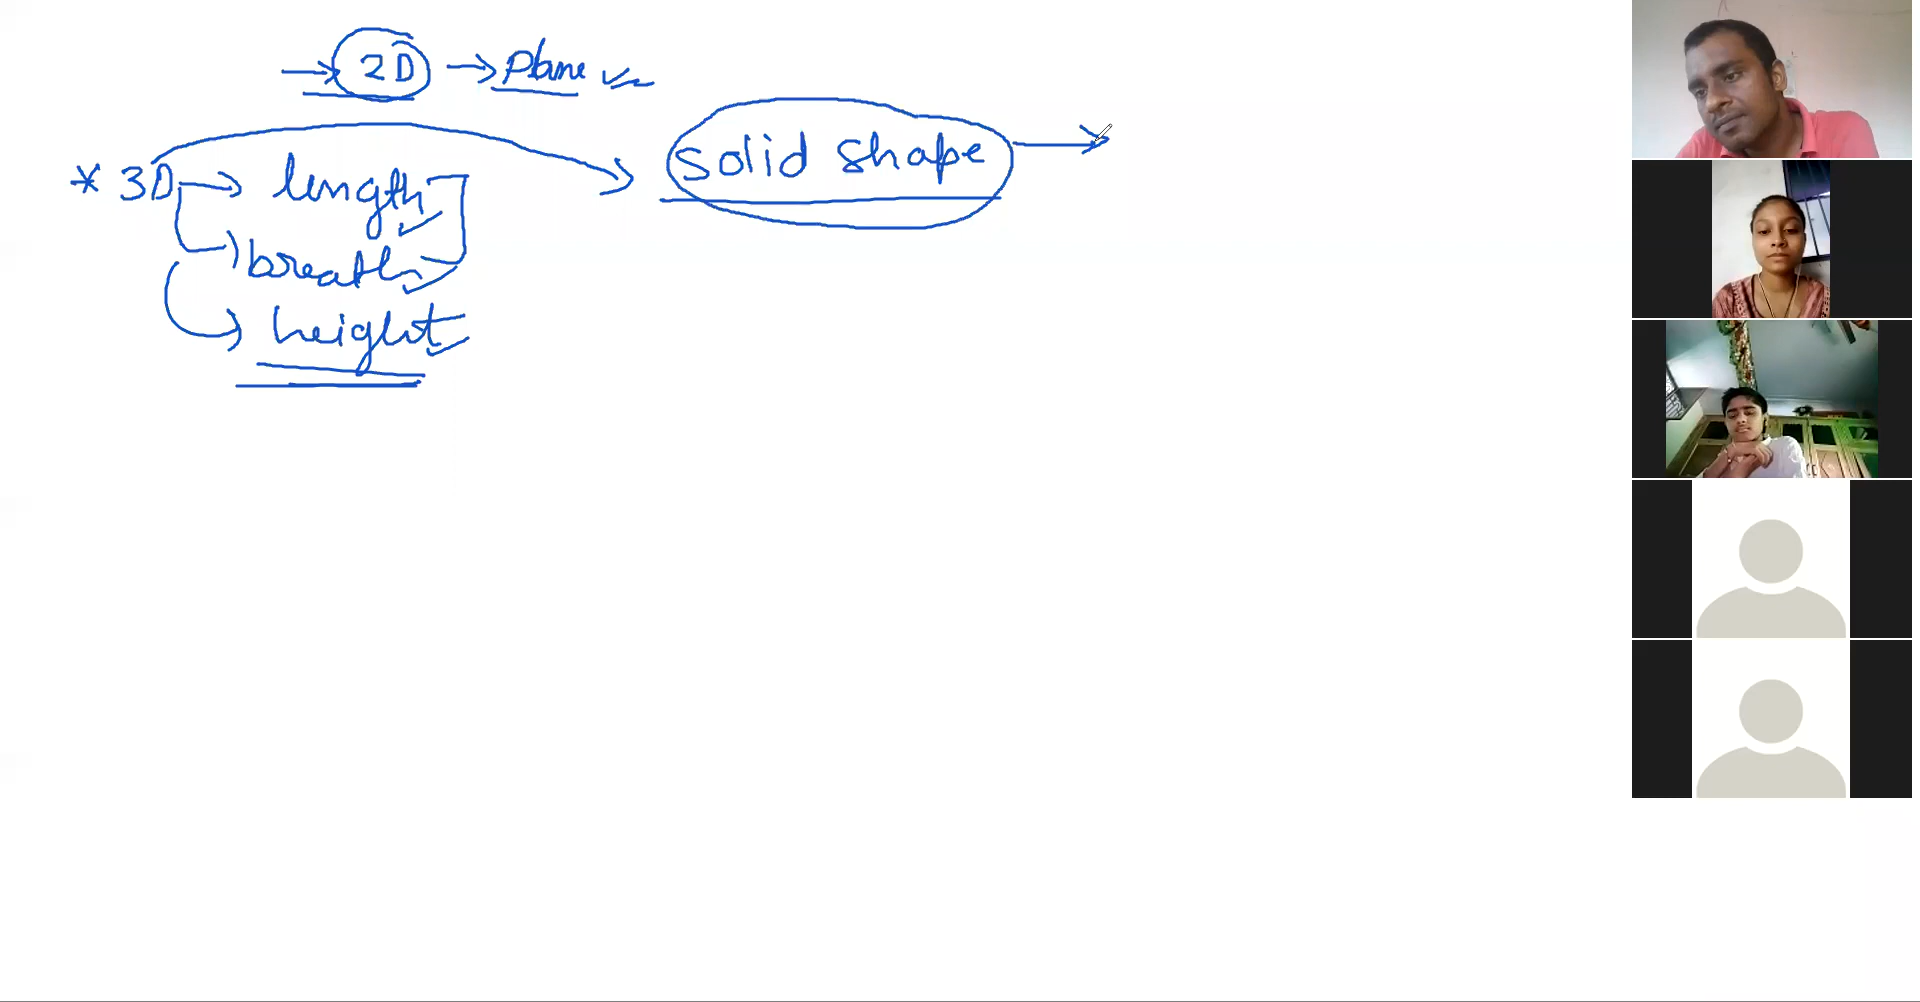 → 2D → plane
* 3D → length
solid shape →
breath
height